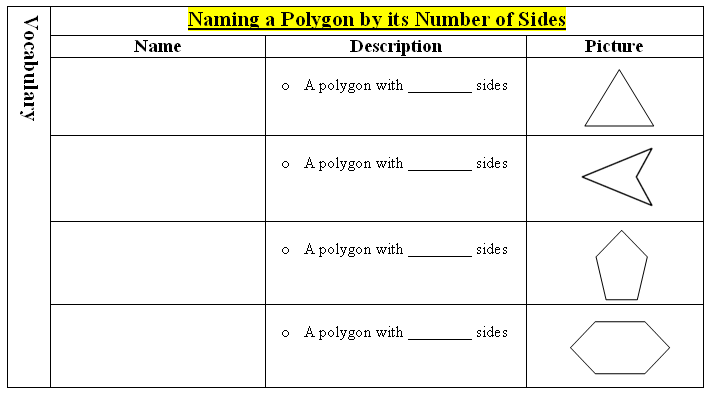 Vocabulary
Naming a Polygon by its Number of Sides
Name Description Picture
o A polygon with ________ sides
o A polygon with ________ sides
o A polygon with ________ sides
o A polygon with ________ sides